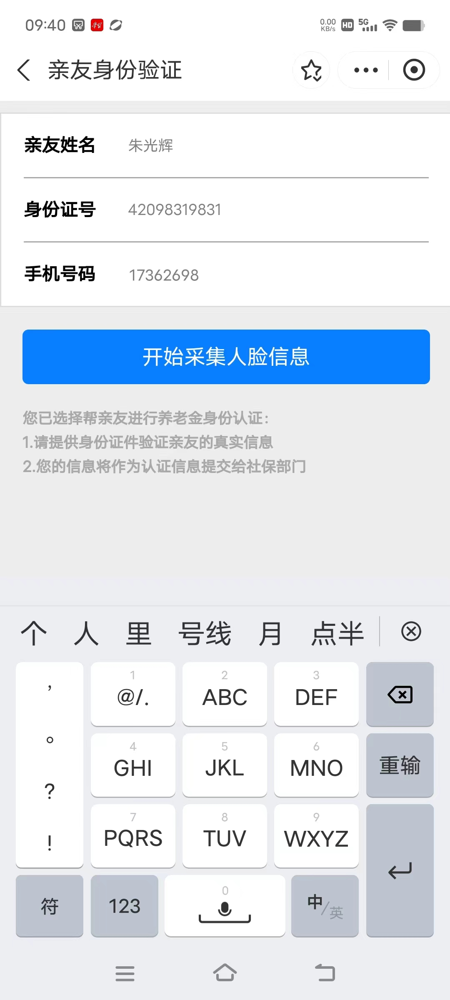 09:40
0.00 KB/s HD 5G
亲友身份验证
亲友姓名 朱光辉
身份证号 42098319831
手机号码 17362698
开始采集人脸信息
您已选择帮亲友进行养老金身份认证：
1.请提供身份证件验证亲友的真实信息
2.您的信息将作为认证信息提交给社保部门
个 人 里 号线 月 点半
， 1 @/. 2 ABC 3 DEF
。 4 GHI 5 JKL 6 MNO 重输
? 7 PQRS 8 TUV 9 WXYZ
!
符 123 0 中/英